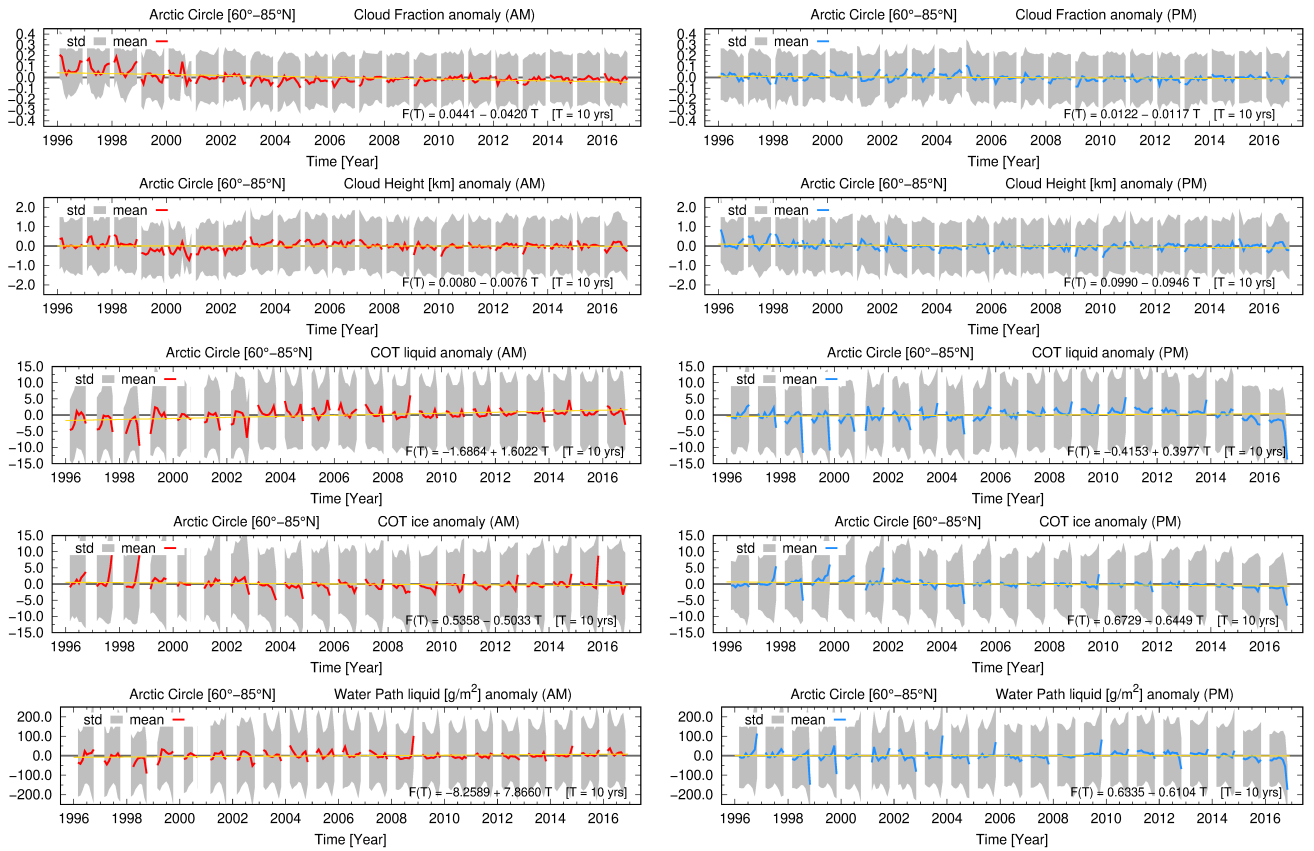 Arctic Circle [60°−85°N] Cloud Fraction anomaly (AM)
0.4
0.3
0.2
0.1
0.0
−0.1
−0.2
−0.3
−0.4
std mean
F(T) = 0.0441 − 0.0420 T [T = 10 yrs]
1996 1998 2000 2002 2004 2006 2008 2010 2012 2014 2016
Time [Year]
Arctic Circle [60°−85°N] Cloud Fraction anomaly (PM)
0.4
0.3
0.2
0.1
0.0
−0.1
−0.2
−0.3
−0.4
std mean
F(T) = 0.0122 − 0.0117 T [T = 10 yrs]
1996 1998 2000 2002 2004 2006 2008 2010 2012 2014 2016
Time [Year]
Arctic Circle [60°−85°N] Cloud Height [km] anomaly (AM)
2.0
1.0
0.0
−1.0
−2.0
std mean
F(T) = 0.0080 − 0.0076 T [T = 10 yrs]
1996 1998 2000 2002 2004 2006 2008 2010 2012 2014 2016
Time [Year]
Arctic Circle [60°−85°N] Cloud Height [km] anomaly (PM)
2.0
1.0
0.0
−1.0
−2.0
std mean
F(T) = 0.0990 − 0.0946 T [T = 10 yrs]
1996 1998 2000 2002 2004 2006 2008 2010 2012 2014 2016
Time [Year]
Arctic Circle [60°−85°N] COT liquid anomaly (AM)
15.0
10.0
5.0
0.0
−5.0
−10.0
−15.0
std mean
F(T) = −1.6864 + 1.6022 T [T = 10 yrs]
1996 1998 2000 2002 2004 2006 2008 2010 2012 2014 2016
Time [Year]
Arctic Circle [60°−85°N] COT liquid anomaly (PM)
15.0
10.0
5.0
0.0
−5.0
−10.0
−15.0
std mean
F(T) = −0.4153 + 0.3977 T [T = 10 yrs]
1996 1998 2000 2002 2004 2006 2008 2010 2012 2014 2016
Time [Year]
Arctic Circle [60°−85°N] COT ice anomaly (AM)
15.0
10.0
5.0
0.0
−5.0
−10.0
−15.0
std mean
F(T) = 0.5358 − 0.5033 T [T = 10 yrs]
1996 1998 2000 2002 2004 2006 2008 2010 2012 2014 2016
Time [Year]
Arctic Circle [60°−85°N] COT ice anomaly (PM)
15.0
10.0
5.0
0.0
−5.0
−10.0
−15.0
std mean
F(T) = 0.6729 − 0.6449 T [T = 10 yrs]
1996 1998 2000 2002 2004 2006 2008 2010 2012 2014 2016
Time [Year]
Arctic Circle [60°−85°N] Water Path liquid [g/m²] anomaly (AM)
200.0
100.0
0.0
−100.0
−200.0
std mean
F(T) = −8.2589 + 7.8660 T [T = 10 yrs]
1996 1998 2000 2002 2004 2006 2008 2010 2012 2014 2016
Time [Year]
Arctic Circle [60°−85°N] Water Path liquid [g/m²] anomaly (PM)
200.0
100.0
0.0
−100.0
−200.0
std mean
F(T) = 0.6335 − 0.6104 T [T = 10 yrs]
1996 1998 2000 2002 2004 2006 2008 2010 2012 2014 2016
Time [Year]